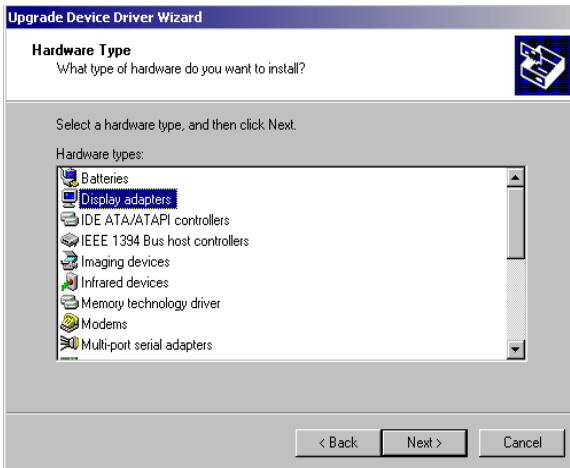 Upgrade Device Driver Wizard
Hardware Type
What type of hardware do you want to install?
Select a hardware type, and then click Next.
Hardware types:
Batteries
Display adapters
IDE ATA/ATAPI controllers
IEEE 1394 Bus host controllers
Imaging devices
Infrared devices
Memory technology driver
Modems
Multi-port serial adapters
< Back
Next >
Cancel